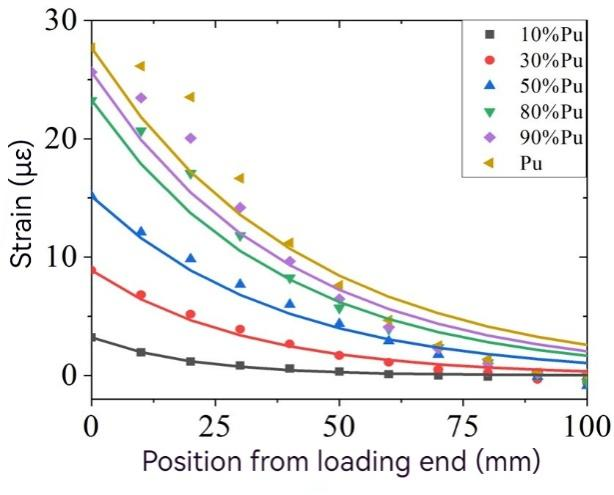 30
20
10
0
Strain (με)
10%Pu
30%Pu
50%Pu
80%Pu
90%Pu
Pu
0 25 50 75 100
Position from loading end (mm)